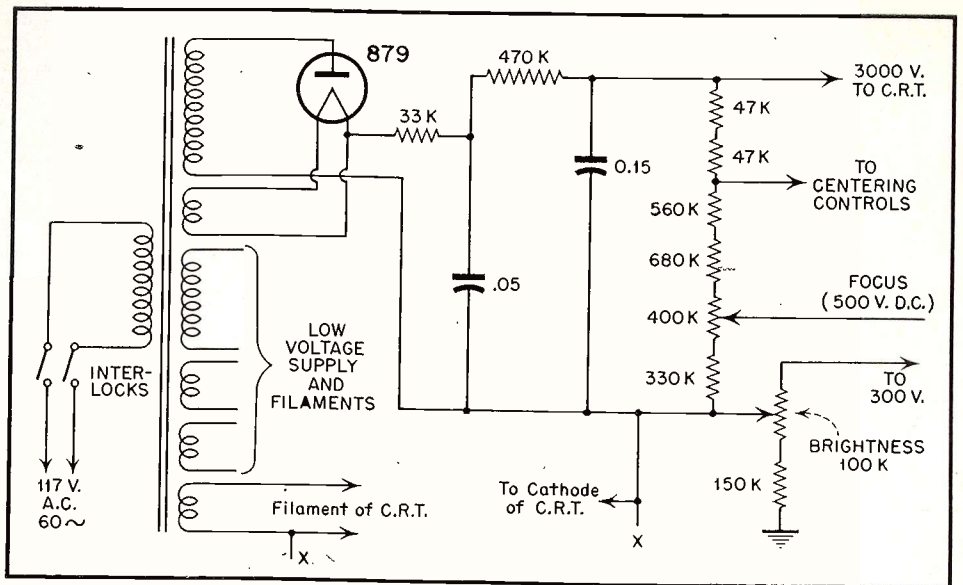 879
470 K
3000 V.
TO C.R.T.
33 K
47 K
0.15
47 K
TO
CENTERING
CONTROLS
560 K
680 K
.05
FOCUS
(500 V. D.C.)
400 K
LOW
VOLTAGE
SUPPLY
AND
FILAMENTS
INTER-
LOCKS
330 K
TO
300 V.
BRIGHTNESS
100 K
117 V.
A.C.
60~
Filament of C.R.T.
To Cathode
of C.R.T.
150 K
X
X